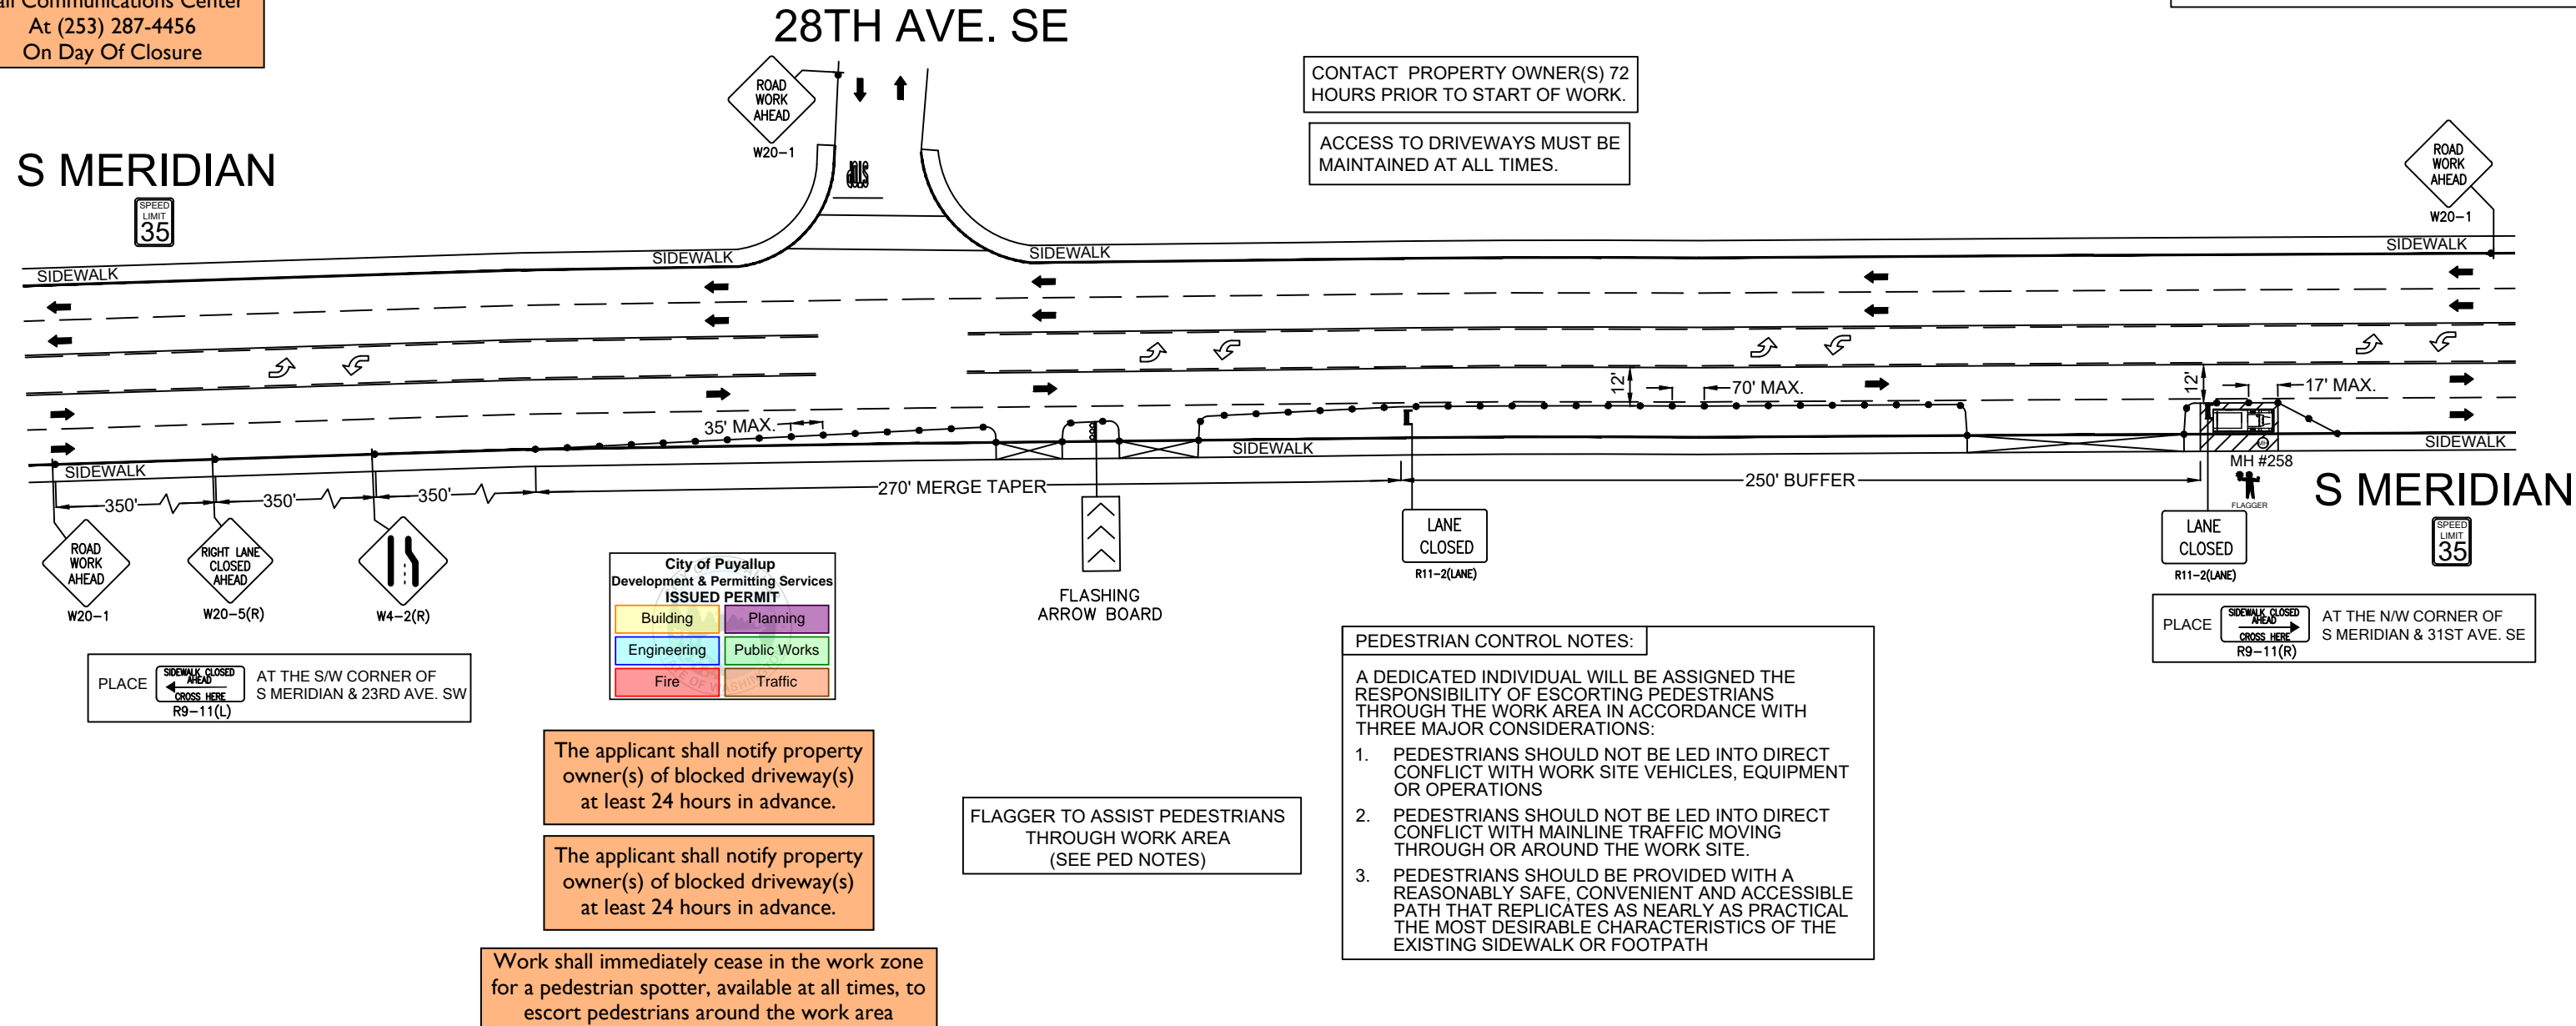 Communications Center
At (253) 287-4456
On Day Of Closure
28TH AVE. SE
ROAD
WORK
AHEAD
W20-1
CONTACT PROPERTY OWNER(S) 72
HOURS PRIOR TO START OF WORK.
ACCESS TO DRIVEWAYS MUST BE
MAINTAINED AT ALL TIMES.
ROAD
WORK
AHEAD
W20-1
S MERIDIAN
SPEED
LIMIT
35
STOP
SIDEWALK
SIDEWALK
SIDEWALK
SIDEWALK
35' MAX.
12'
70' MAX.
12'
17' MAX.
SIDEWALK
SIDEWALK
SIDEWALK
MH #258
FLAGGER
350'
350'
350'
270' MERGE TAPER
250' BUFFER
S MERIDIAN
SPEED
LIMIT
35
ROAD
WORK
AHEAD
W20-1
RIGHT LANE
CLOSED
AHEAD
W20-5(R)
W4-2(R)
FLASHING
ARROW BOARD
LANE
CLOSED
R11-2(LANE)
LANE
CLOSED
R11-2(LANE)
City of Puyallup
Development & Permitting Services
ISSUED PERMIT
Building
Planning
Engineering
Public Works
Fire
Traffic
PLACE
SIDEWALK CLOSED
AHEAD
CROSS HERE
R9-11(L)
AT THE S/W CORNER OF
S MERIDIAN & 23RD AVE. SW
PLACE
SIDEWALK CLOSED
AHEAD
CROSS HERE
R9-11(R)
AT THE N/W CORNER OF
S MERIDIAN & 31ST AVE. SE
The applicant shall notify property
owner(s) of blocked driveway(s)
at least 24 hours in advance.
The applicant shall notify property
owner(s) of blocked driveway(s)
at least 24 hours in advance.
Work shall immediately cease in the work zone
for a pedestrian spotter, available at all times, to
escort pedestrians around the work area
FLAGGER TO ASSIST PEDESTRIANS
THROUGH WORK AREA
(SEE PED NOTES)
PEDESTRIAN CONTROL NOTES:
A DEDICATED INDIVIDUAL WILL BE ASSIGNED THE
RESPONSIBILITY OF ESCORTING PEDESTRIANS
THROUGH THE WORK AREA IN ACCORDANCE WITH
THREE MAJOR CONSIDERATIONS:
1. PEDESTRIANS SHOULD NOT BE LED INTO DIRECT
CONFLICT WITH WORK SITE VEHICLES, EQUIPMENT
OR OPERATIONS
2. PEDESTRIANS SHOULD NOT BE LED INTO DIRECT
CONFLICT WITH MAINLINE TRAFFIC MOVING
THROUGH OR AROUND THE WORK SITE.
3. PEDESTRIANS SHOULD BE PROVIDED WITH A
REASONABLY SAFE, CONVENIENT AND ACCESSIBLE
PATH THAT REPLICATES AS NEARLY AS PRACTICAL
THE MOST DESIRABLE CHARACTERISTICS OF THE
EXISTING SIDEWALK OR FOOTPATH